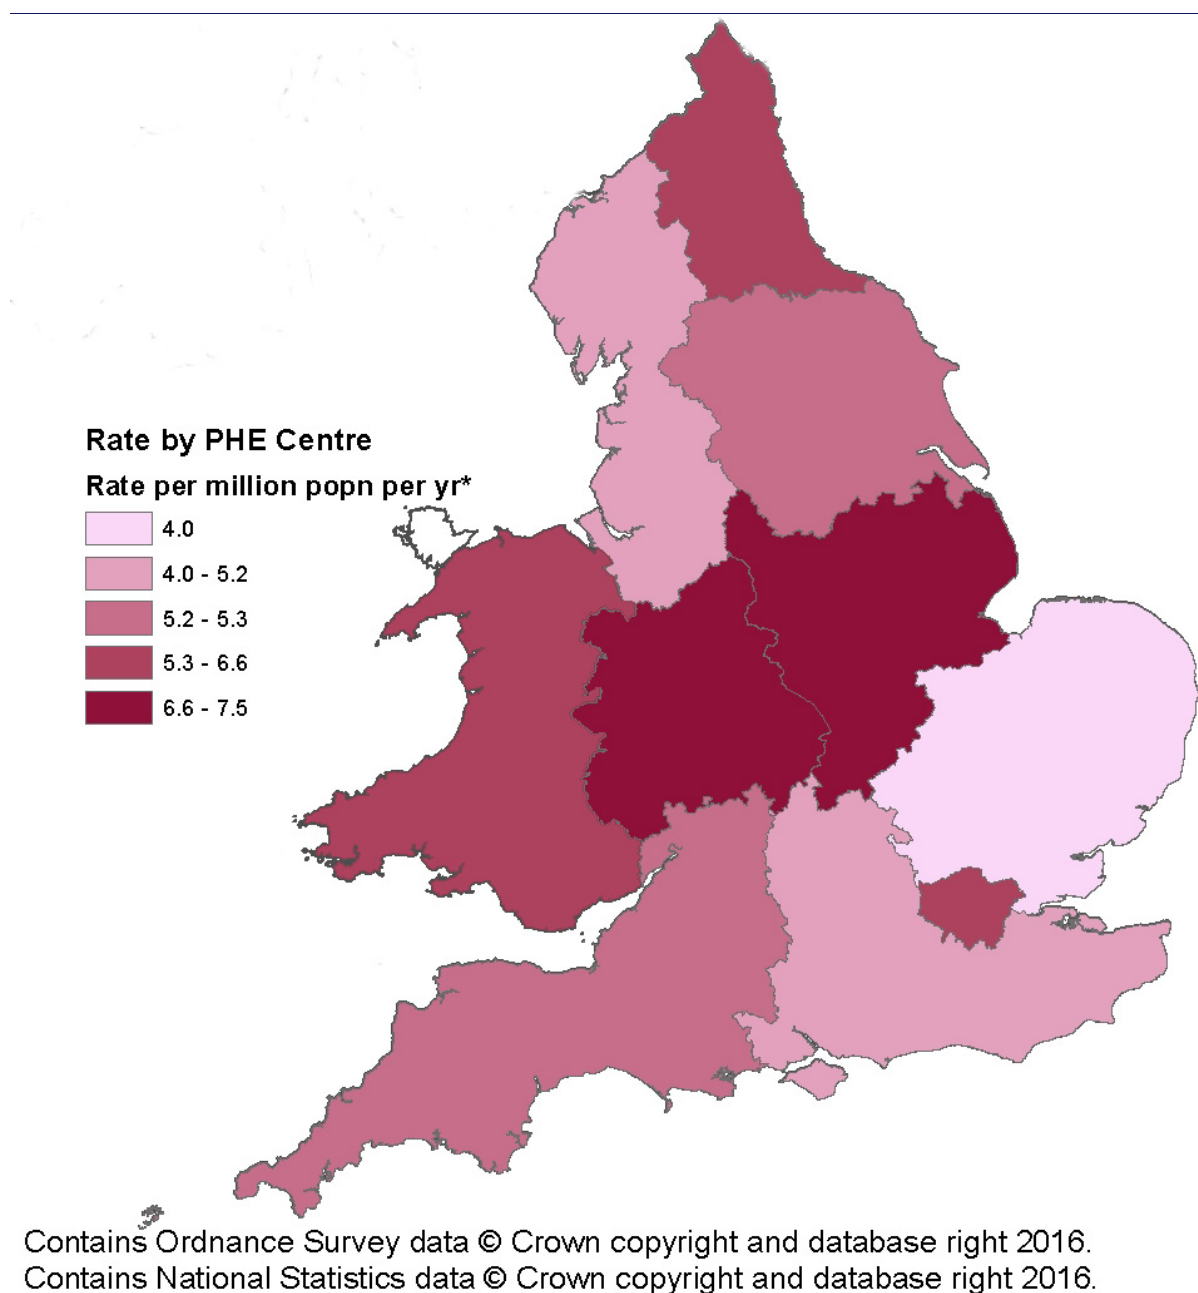 Rate by PHE Centre
Rate per million popn per yr*
4.0
4.0 - 5.2
5.2 - 5.3
5.3 - 6.6
6.6 - 7.5
Contains Ordnance Survey data © Crown copyright and database right 2016.
Contains National Statistics data © Crown copyright and database right 2016.